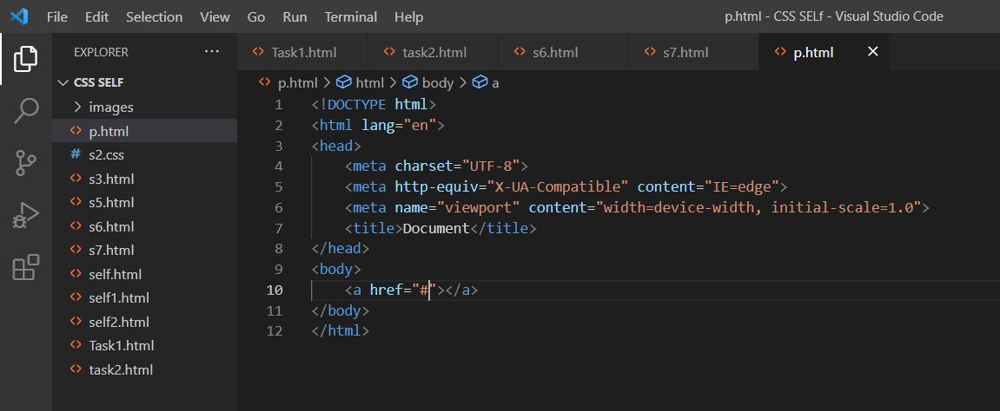 File Edit Selection View Go Run Terminal Help p.html - CSS SELf - Visual Studio Code
EXPLORER ···
Task1.html task2.html s6.html s7.html p.html
CSS SELF
images
p.html
s2.css
s3.html
s5.html
s6.html
s7.html
self.html
self1.html
self2.html
Task1.html
task2.html
p.html > html > body > a
1 <!DOCTYPE html>
2 <html lang="en">
3 <head>
4 <meta charset="UTF-8">
5 <meta http-equiv="X-UA-Compatible" content="IE=edge">
6 <meta name="viewport" content="width=device-width, initial-scale=1.0">
7 <title>Document</title>
8 </head>
9 <body>
10 <a href="#"></a>
11 </body>
12 </html>